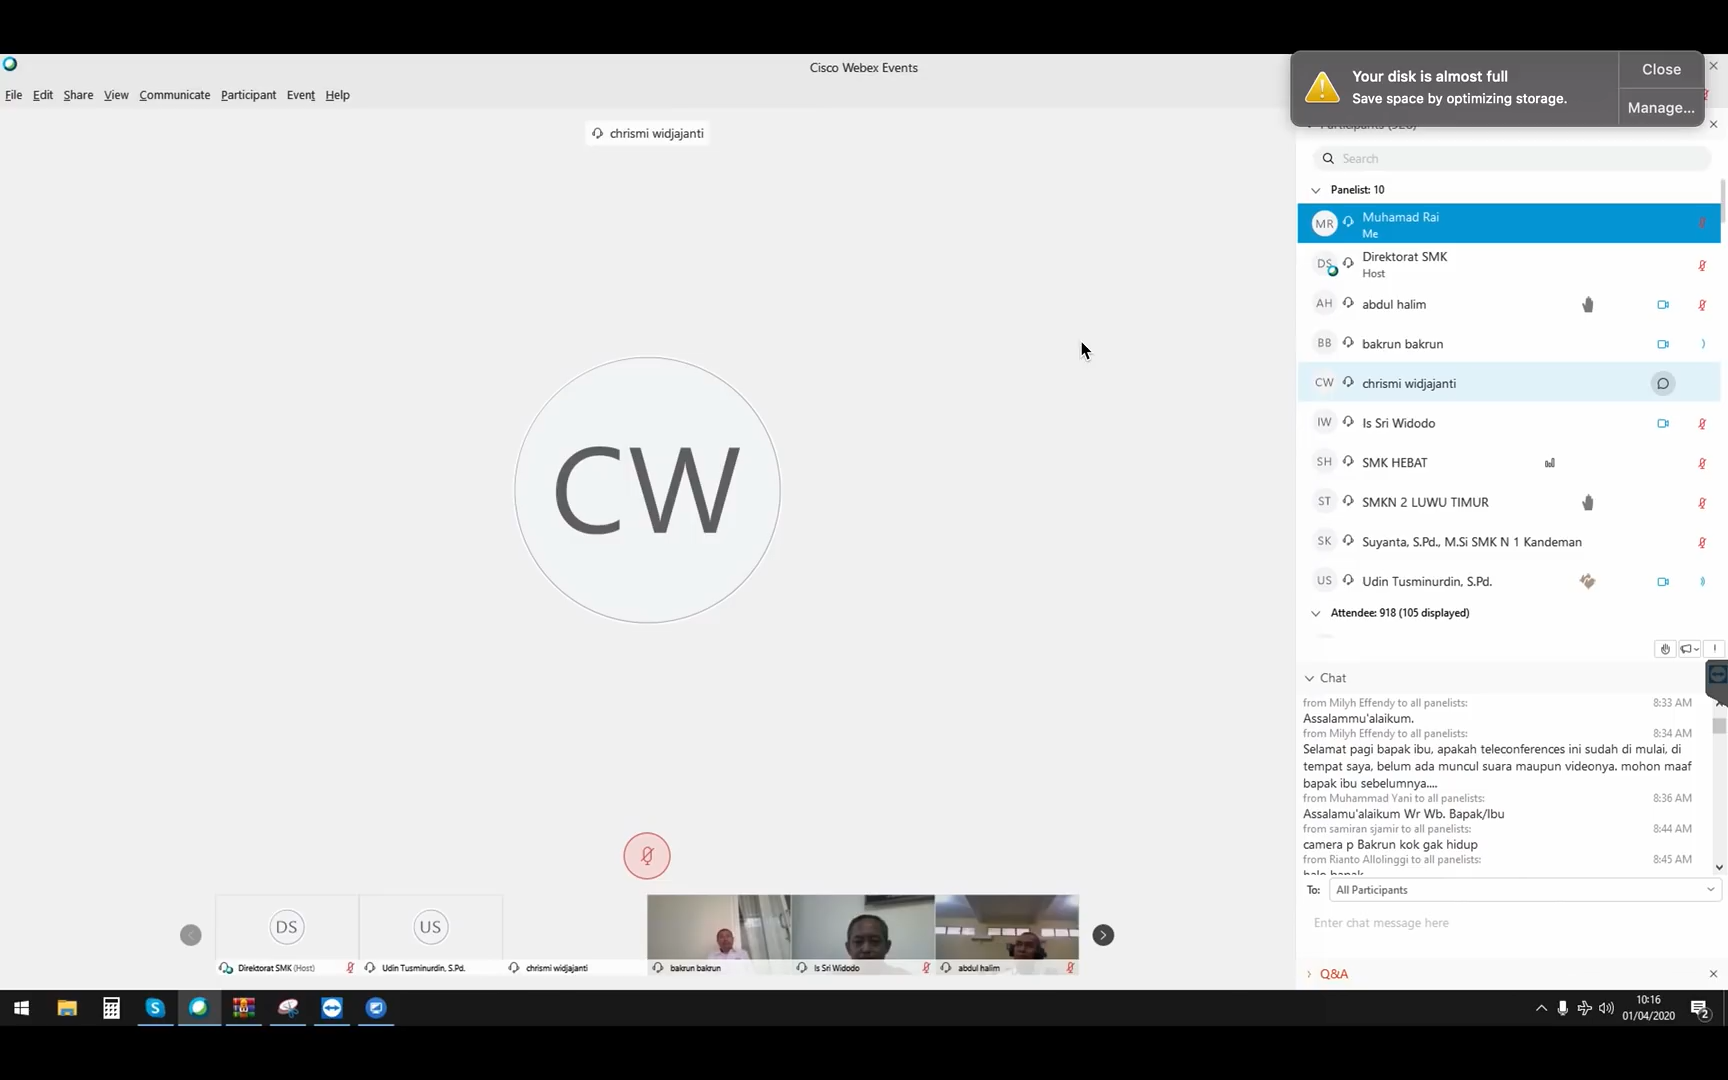 Cisco Webex Events
Your disk is almost full
Save space by optimizing storage.
Close
Manage...
File Edit Share View Communicate Participant Event Help
chrismi widjajanti
CW
Search
Panelist: 10
MR Muhamad Rai
Me
DS Direktorat SMK
Host
AH abdul halim
BB bakrun bakrun
CW chrismi widjajanti
IW Is Sri Widodo
SH SMK HEBAT
ST SMKN 2 LUWU TIMUR
SK Suyanta, S.Pd., M.Si SMK N 1 Kandeman
US Udin Tusminurdin, S.Pd.
Attendee: 918 (105 displayed)
Chat
from Milyh Effendy to all panelists: 8:33 AM
Assalammu'alaikum.
from Milyh Effendy to all panelists: 8:34 AM
Selamat pagi bapak ibu, apakah teleconferences ini sudah di mulai, di
tempat saya, belum ada muncul suara maupun videonya. mohon maaf
bapak ibu sebelumnya....
from Muhammad Yani to all panelists: 8:36 AM
Assalamu'alaikum Wr Wb. Bapak/Ibu
from samiran sjamir to all panelists: 8:44 AM
camera p Bakrun kok gak hidup
from Rianto Allolinggi to all panelists: 8:45 AM
To: All Participants
Enter chat message here
Q&A
DS
US
Direktorat SMK (Host)
Udin Tusminurdin, S.Pd.
chrismi widjajanti
bakrun bakrun
Is Sri Widodo
abdul halim
10:16
01/04/2020
2